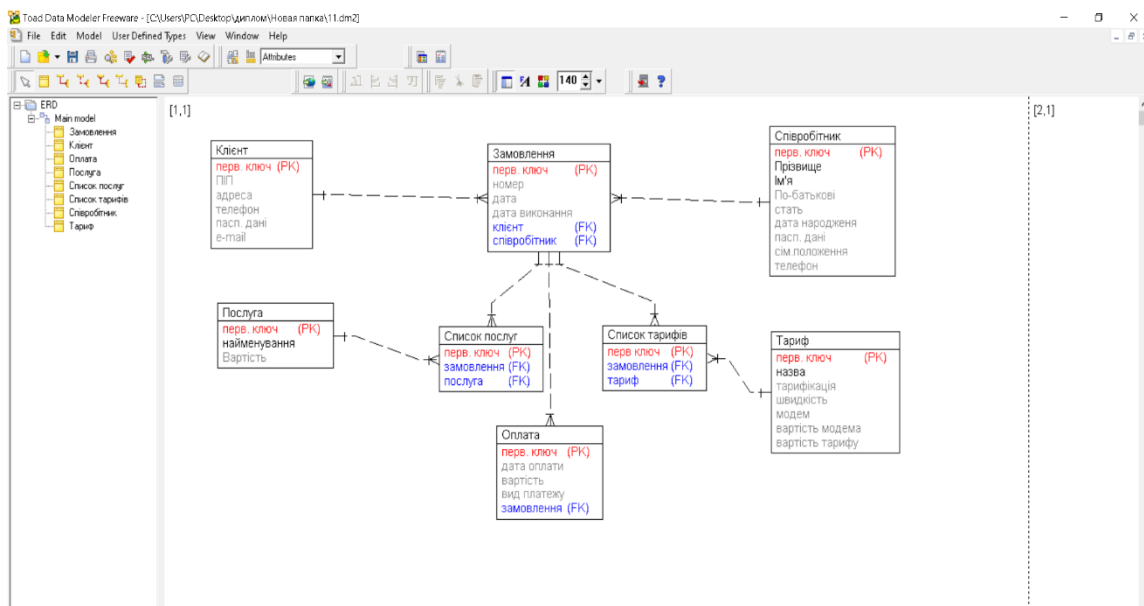 Toad Data Modeler Freeware - [C:\Users\PC\Desktop\диплом\Новая папка\11.dm2]
File Edit Model User Defined Types View Window Help
Attributes
140
ERD
Main model
Замовлення
Клієнт
Оплата
Послуга
Список послуг
Список тарифів
Співробітник
Тариф
[1,1]
[2,1]
Клієнт
перв. ключ (PK)
ПІП
адреса
телефон
пасп. дані
e-mail
Замовлення
перв. ключ (PK)
номер
дата
дата виконання
клієнт (FK)
співробітник (FK)
Співробітник
перв. ключ (PK)
Прізвище
Ім'я
По-батькові
стать
дата народженя
пасп. дані
сім.положення
телефон
Послуга
перв. ключ (PK)
найменування
Вартість
Список послуг
перв. ключ (PK)
замовлення (FK)
послуга (FK)
Список тарифів
перв ключ (PK)
замовлення (FK)
тариф (FK)
Тариф
перв. ключ (PK)
назва
тарифікація
швидкість
модем
вартість модема
вартість тарифу
Оплата
перв. ключ (PK)
дата оплати
вартість
вид платежу
замовлення (FK)